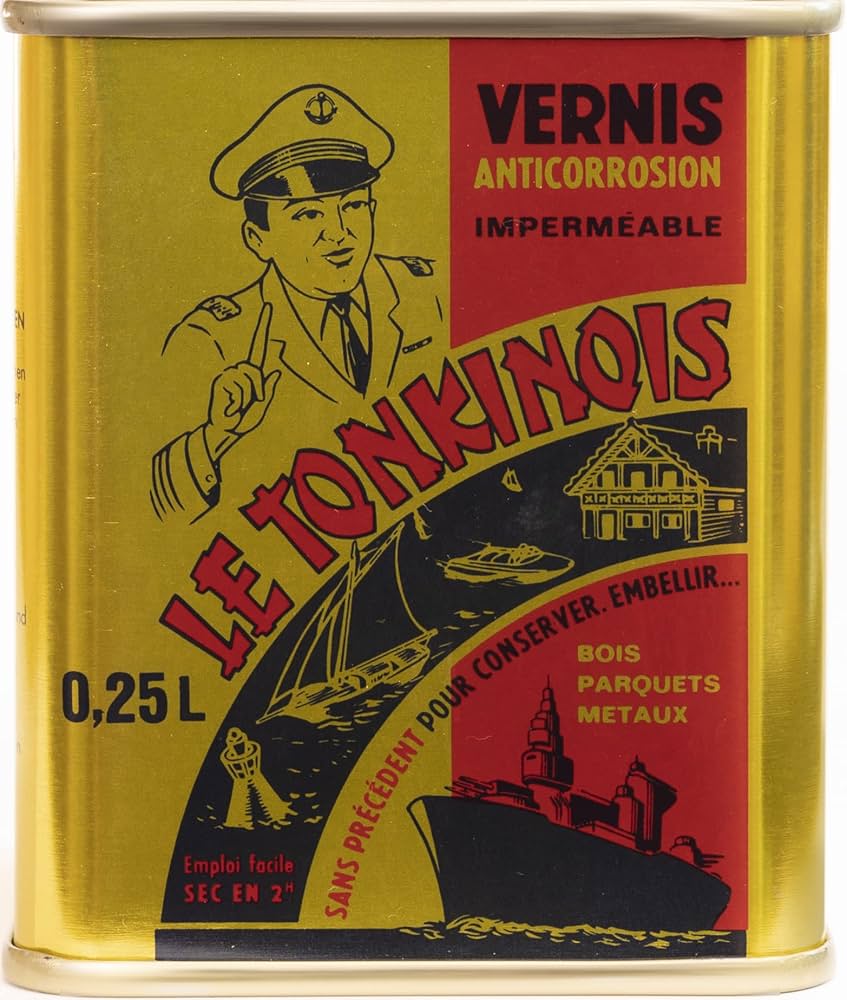 VERNIS
ANTICORROSION
IMPERMÉABLE
LE TONKINOIS
0,25 L
SANS PRÉCÉDENT POUR CONSERVER. EMBELLIR...
BOIS
PARQUETS
METAUX
Emploi facile
SEC EN 2H